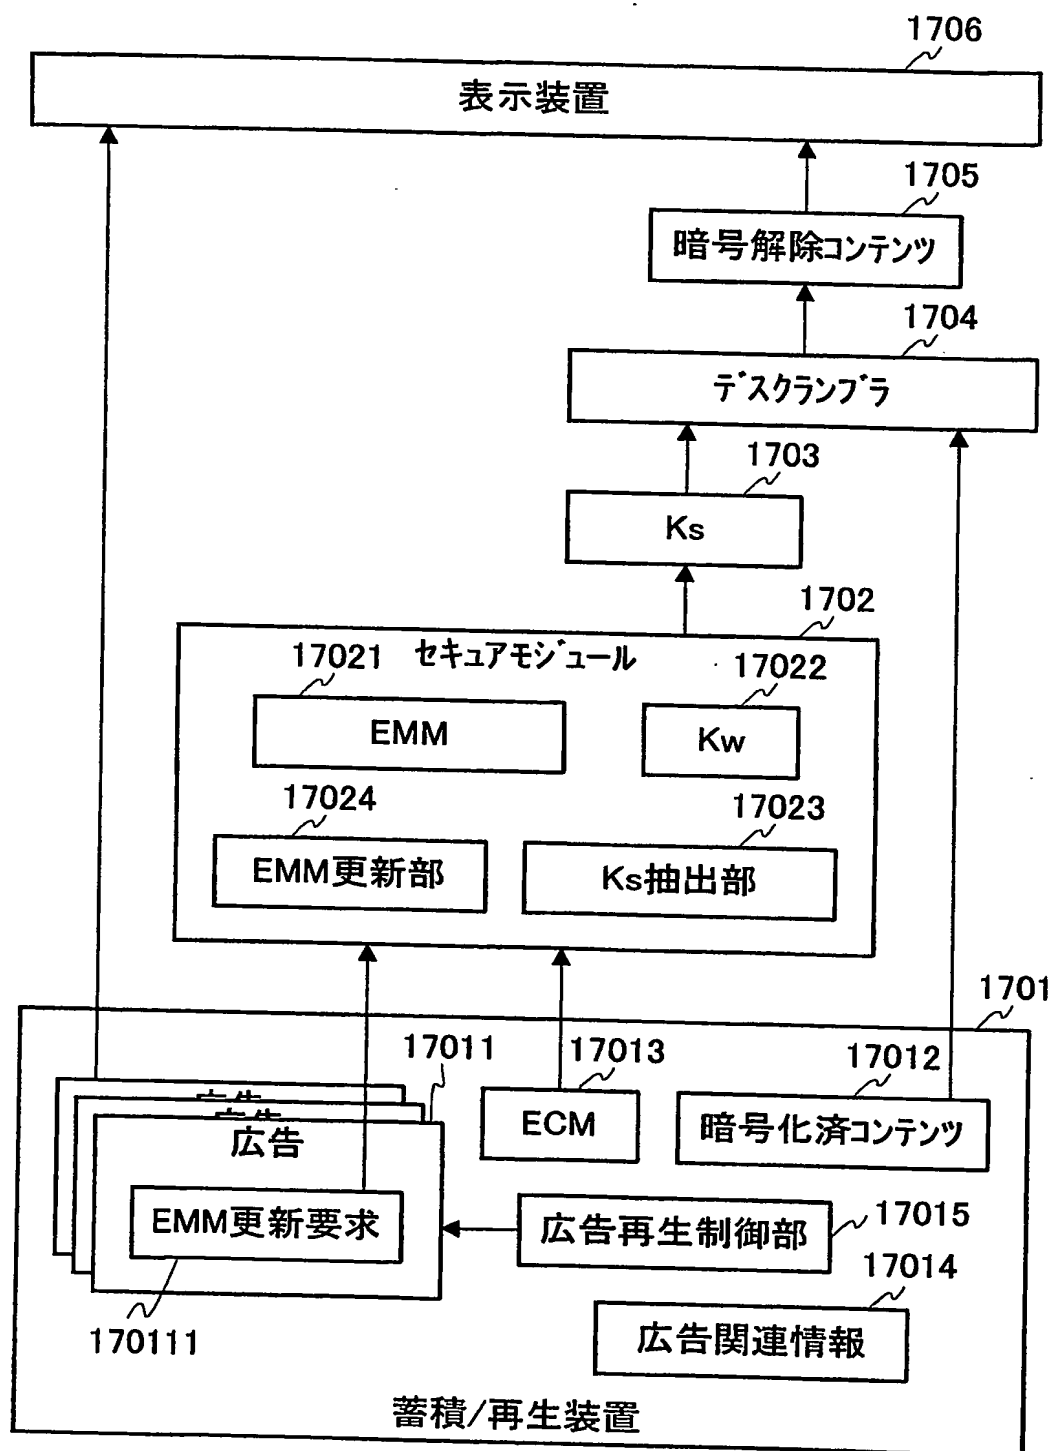 1706
表示装置
1705
暗号解除コンテンツ
1704
デスクランブラ
1703
Ks
1702
セキュアモジュール
17021
17022
EMM
Kw
17024
17023
EMM更新部
Ks抽出部
1701
17011
17013
17012
広告
広告
広告
ECM
暗号化済コンテンツ
EMM更新要求
広告再生制御部
17015
17014
170111
広告関連情報
蓄積/再生装置